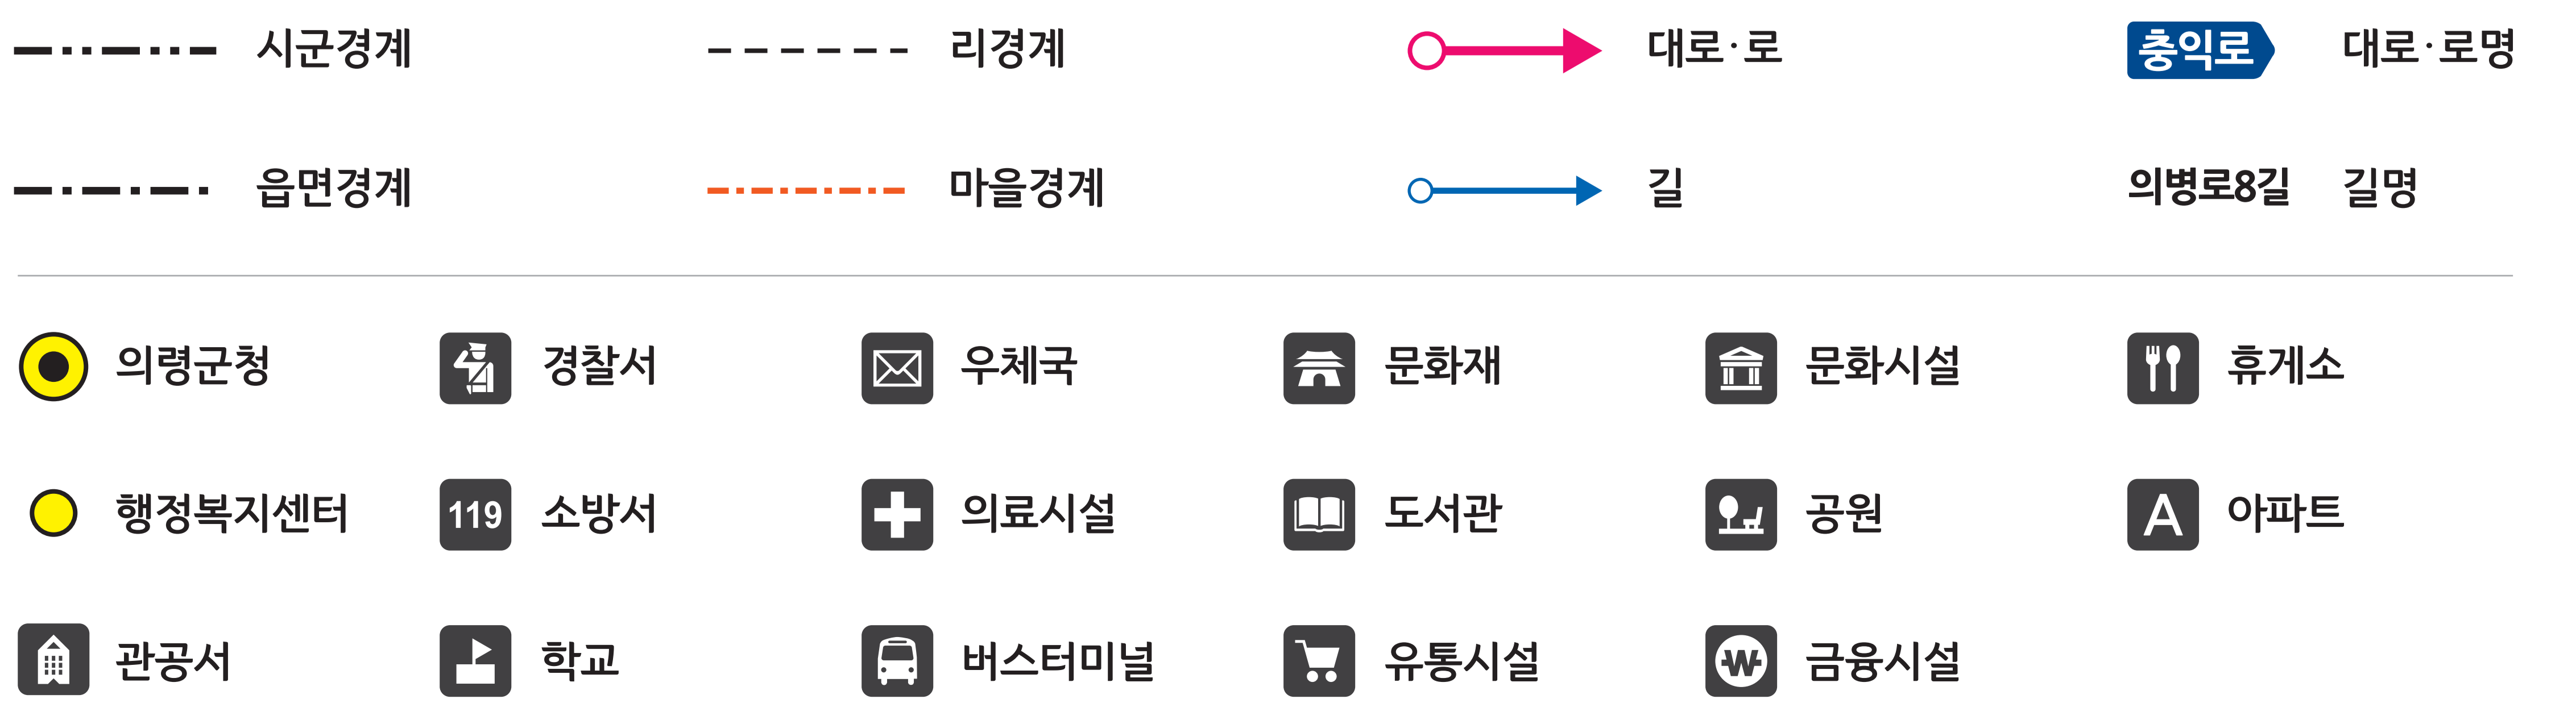 시군경계 리경계 대로·로 충익로 대로·로명
읍면경계 마을경계 길 의병로8길 길명
의령군청 경찰서 우체국 문화재 문화시설 휴게소
행정복지센터 119 소방서 의료시설 도서관 공원 A 아파트
관공서 학교 버스터미널 유통시설 ₩ 금융시설